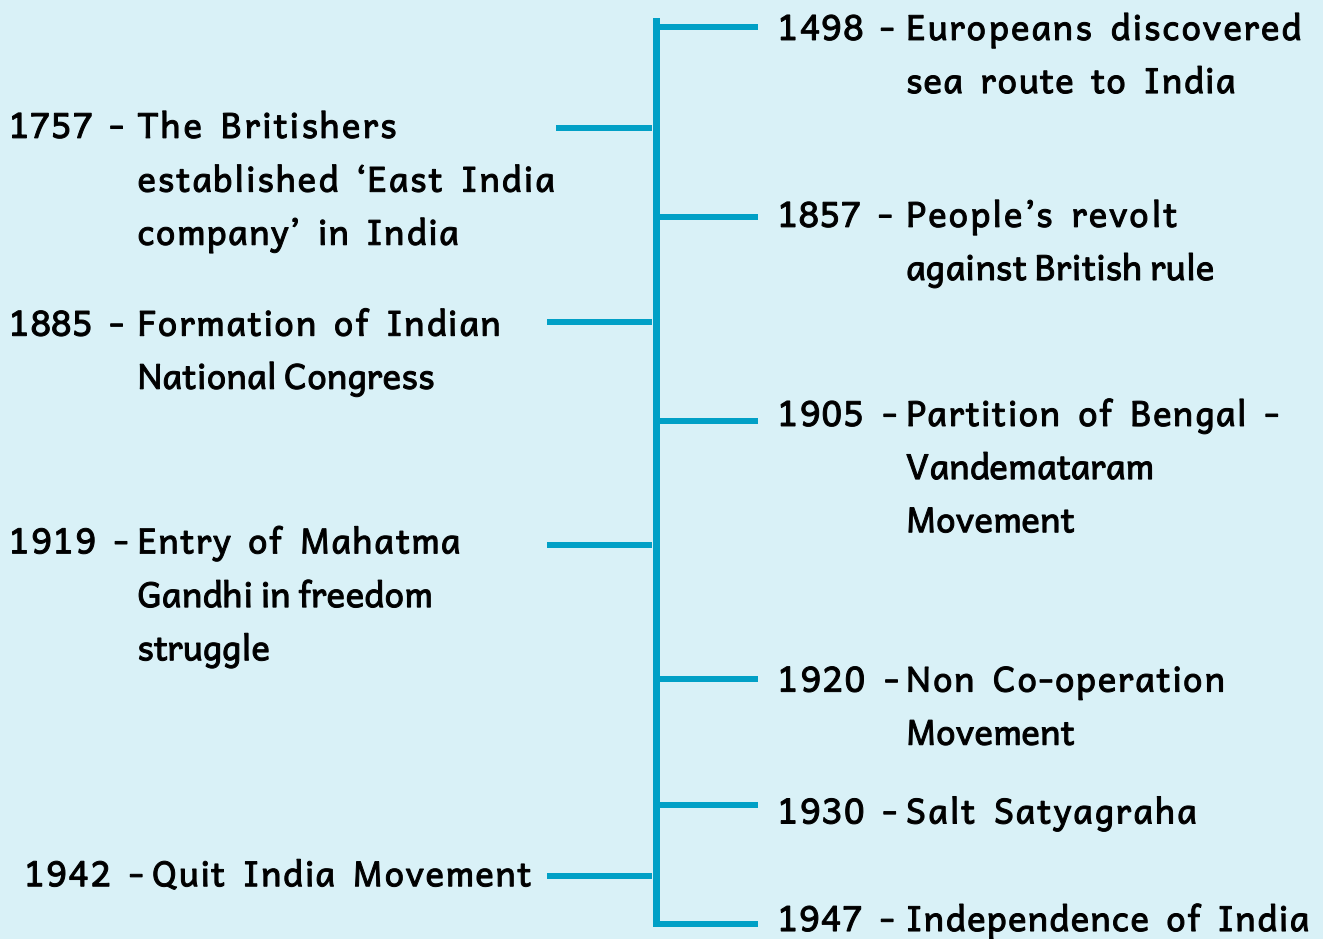 1498 - Europeans discovered
sea route to India
1757 - The Britishers
established ‘East India
company’ in India
1857 - People’s revolt
against British rule
1885 - Formation of Indian
National Congress
1905 - Partition of Bengal -
Vandemataram
Movement
1919 - Entry of Mahatma
Gandhi in freedom
struggle
1920 - Non Co-operation
Movement
1930 - Salt Satyagraha
1942 - Quit India Movement
1947 - Independence of India